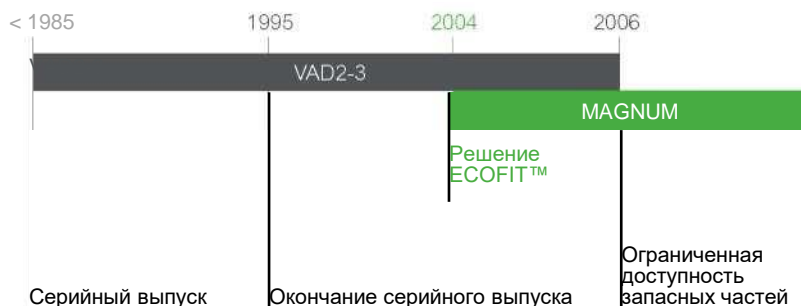 < 1985 1995 2004 2006
VAD2-3
MAGNUM
Решение
ECOFIT™
Ограниченная
доступность
Серийный выпуск Окончание серийного выпуска запасных частей